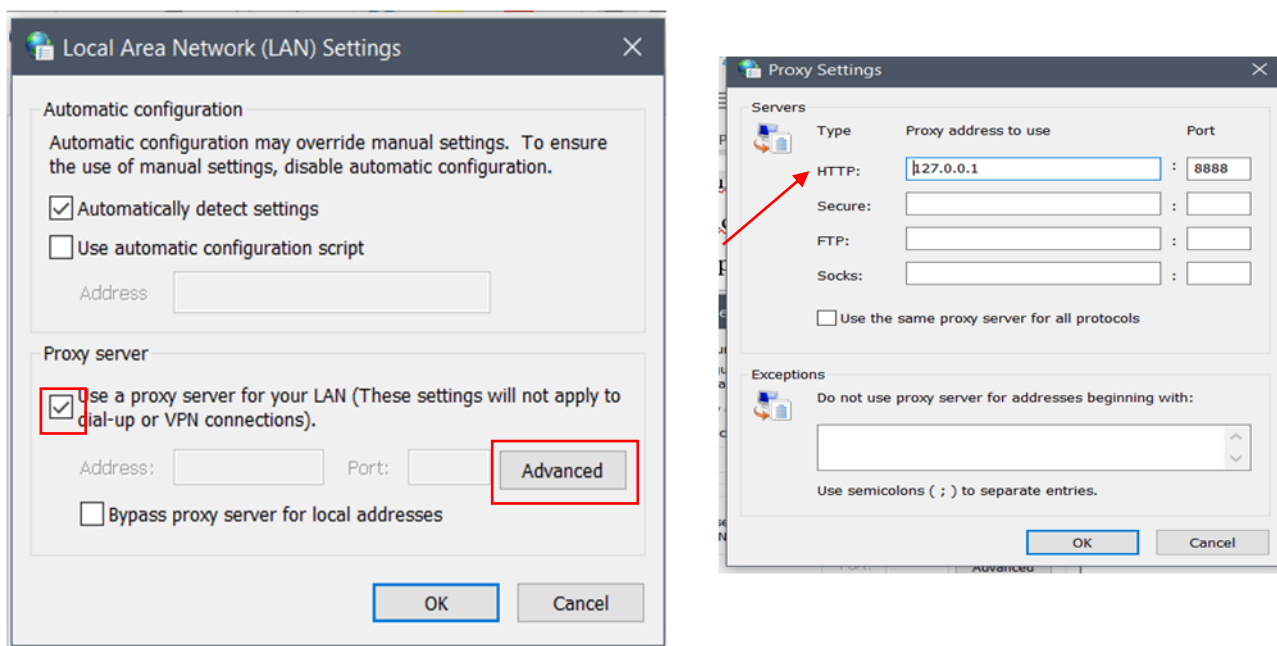 Local Area Network (LAN) Settings
Automatic configuration
Automatic configuration may override manual settings. To ensure
the use of manual settings, disable automatic configuration.
Automatically detect settings
Use automatic configuration script
Address
Proxy server
Use a proxy server for your LAN (These settings will not apply to
dial-up or VPN connections).
Address:
Port:
Advanced
Bypass proxy server for local addresses
OK
Cancel
Proxy Settings
Servers
Type Proxy address to use Port
HTTP: 127.0.0.1 : 8888
Secure: :
FTP: :
Socks: :
Use the same proxy server for all protocols
Exceptions
Do not use proxy server for addresses beginning with:
Use semicolons ( ; ) to separate entries.
OK
Cancel
Advanced